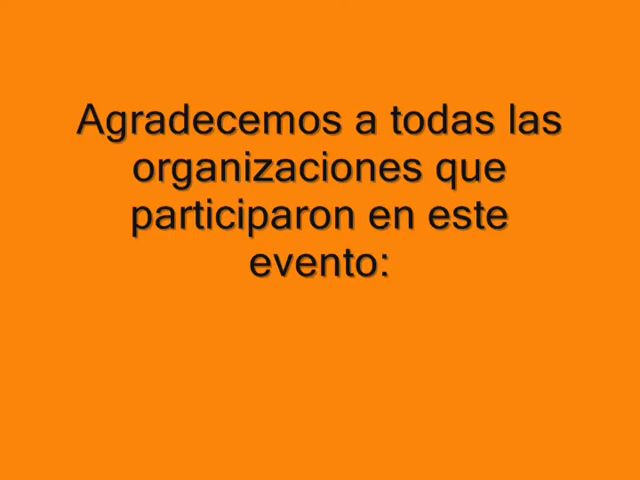 Agradecemos a todas las
organizaciones que
participaron en este
evento: